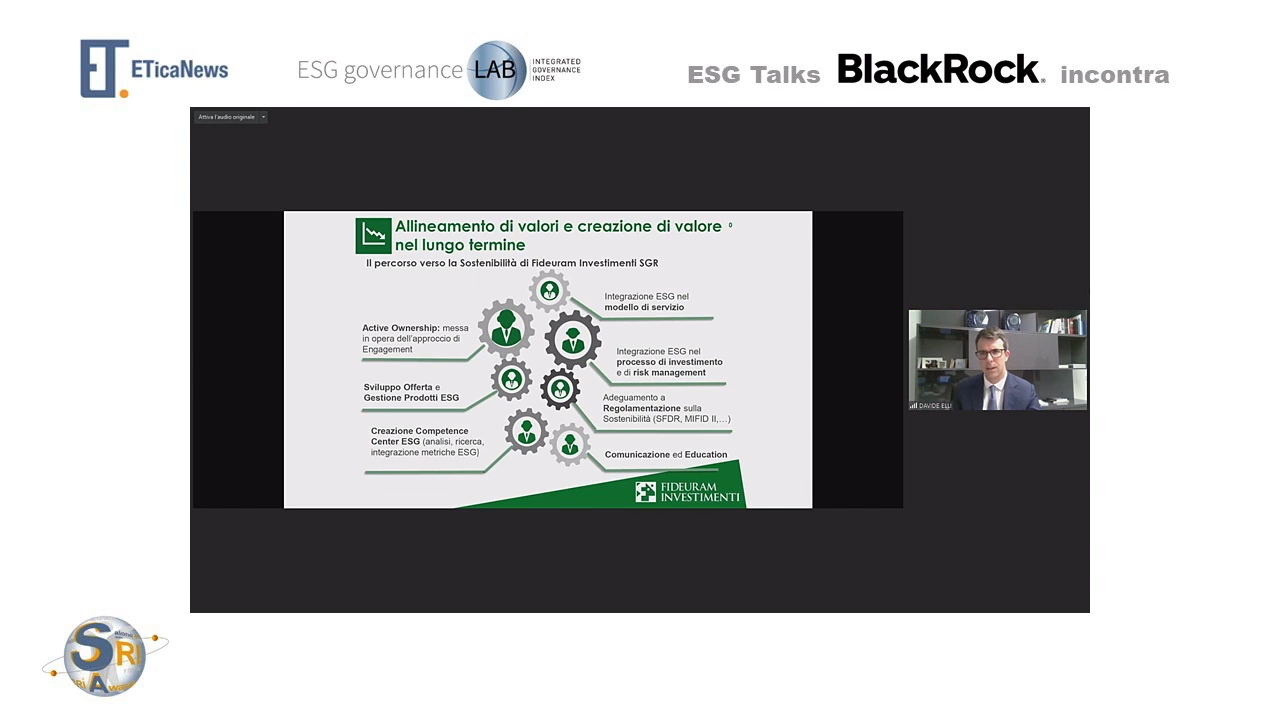 ET.
ETicaNews
ESG governance LAB INTEGRATED
GOVERNANCE
INDEX
ESG Talks BlackRock. incontra
Attiva l'audio originale
Allineamento di valori e creazione di valore
nel lungo termine
Il percorso verso la Sostenibilità di Fideuram Investimenti SGR
Integrazione ESG nel
modello di servizio
Active Ownership: messa
in opera dell'approccio di
Engagement
Integrazione ESG nel
processo di investimento
e di risk management
Sviluppo Offerta e
Gestione Prodotti ESG
Adeguamento a
Regolamentazione sulla
Sostenibilità (SFDR, MIFID II,...)
Creazione Competence
Center ESG (analisi, ricerca,
integrazione metriche ESG)
Comunicazione ed Education
FIDEURAM
INVESTIMENTI
DAVIDE ELLI
SRI
A